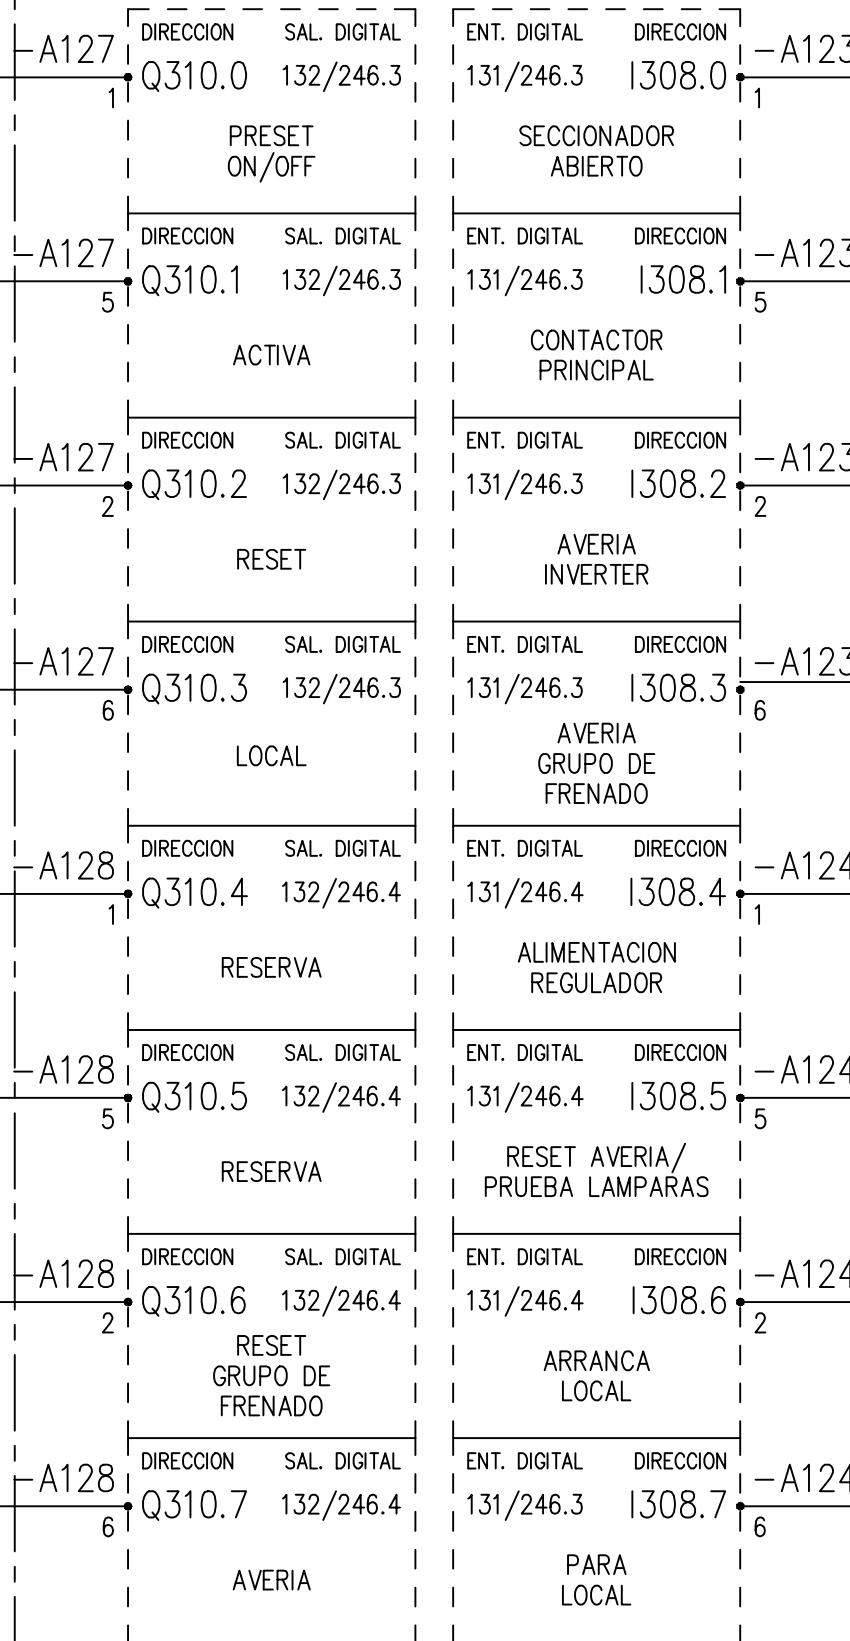 DIRECCION SAL. DIGITAL ENT. DIGITAL DIRECCION
-A127 Q310.0 132/246.3 131/246.3 I308.0 -A123
1 1
PRESET SECCIONADOR
ON/OFF ABIERTO
DIRECCION SAL. DIGITAL ENT. DIGITAL DIRECCION
-A127 Q310.1 132/246.3 131/246.3 I308.1 -A123
5 5
ACTIVA CONTACTOR
PRINCIPAL
DIRECCION SAL. DIGITAL ENT. DIGITAL DIRECCION
-A127 Q310.2 132/246.3 131/246.3 I308.2 -A123
2 2
RESET AVERIA
INVERTER
DIRECCION SAL. DIGITAL ENT. DIGITAL DIRECCION
-A127 Q310.3 132/246.3 131/246.3 I308.3 -A123
6 6
LOCAL AVERIA
GRUPO DE
FRENADO
DIRECCION SAL. DIGITAL ENT. DIGITAL DIRECCION
-A128 Q310.4 132/246.4 131/246.4 I308.4 -A124
1 1
RESERVA ALIMENTACION
REGULADOR
DIRECCION SAL. DIGITAL ENT. DIGITAL DIRECCION
-A128 Q310.5 132/246.4 131/246.4 I308.5 -A124
5 5
RESERVA RESET AVERIA/
PRUEBA LAMPARAS
DIRECCION SAL. DIGITAL ENT. DIGITAL DIRECCION
-A128 Q310.6 132/246.4 131/246.4 I308.6 -A124
2 2
RESET ARRANCA
GRUPO DE LOCAL
FRENADO
DIRECCION SAL. DIGITAL ENT. DIGITAL DIRECCION
-A128 Q310.7 132/246.4 131/246.3 I308.7 -A124
6 6
AVERIA PARA
LOCAL